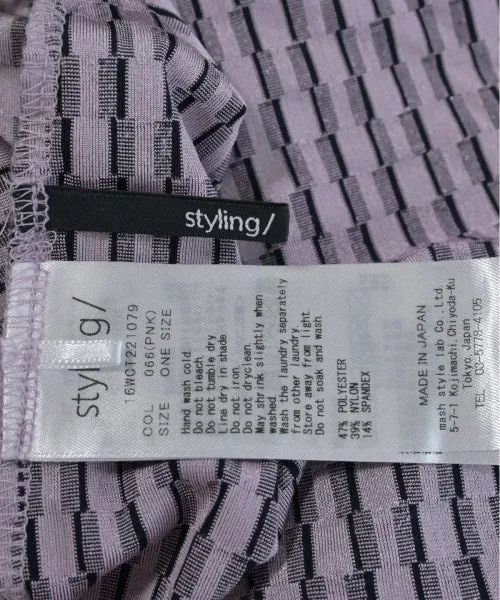 styling/
styling/
16WCT221079
COL 066(PNK)
SIZE ONE SIZE
Hand wash cold.
Do not bleach.
Do not tumble dry
Line dry in shade
Do not iron.
Do not dryclean.
May shrink slightly when
washed.
Wash the laundry separately
from other laundry.
Store away from light.
Do not soak and wash
47% POLYESTER
39% NYLON
14% SPANDEX
MADE IN JAPAN
mash style lab Co .Ltd.
5-7-1 Kojimachi,Chiyoda-Ku
Tokyo.Japan
TEL. 03-5778-4105